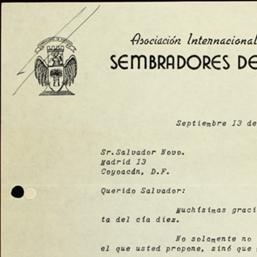 Asociación Internacional
SEMBRADORES DE
Septiembre 13 de
Sr.Salvador Novo.
Madrid 13
Coyoacán, D.F.
Querido Salvador:
Muchísimas graci
ta del día diez.
No solamente no
el que usted propone, sinó que